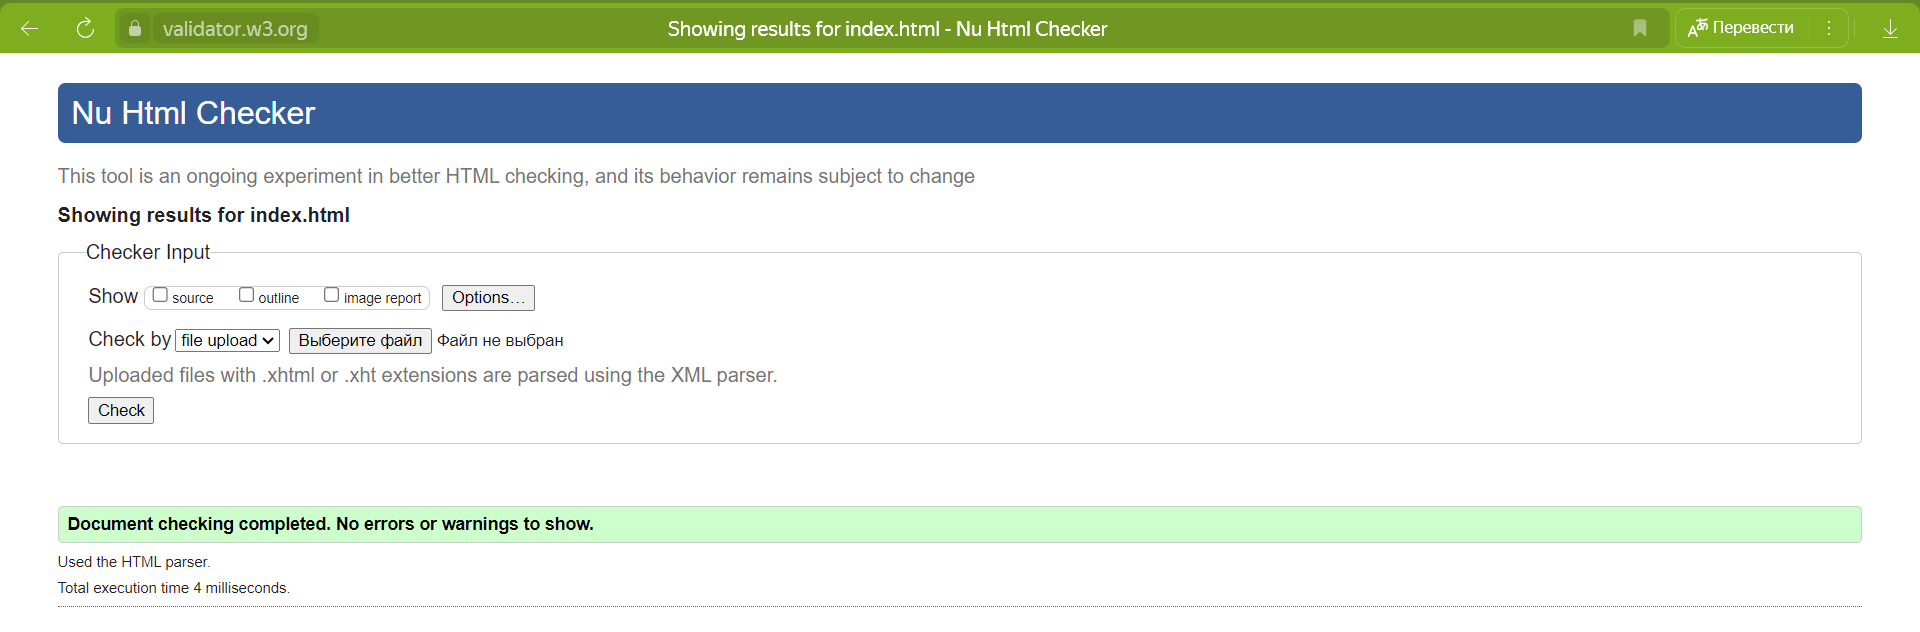 validator.w3.org
Showing results for index.html - Nu Html Checker
Перевести
Nu Html Checker
This tool is an ongoing experiment in better HTML checking, and its behavior remains subject to change
Showing results for index.html
Checker Input
Show source outline image report Options...
Check by file upload Выберите файл Файл не выбран
Uploaded files with .xhtml or .xht extensions are parsed using the XML parser.
Check
Document checking completed. No errors or warnings to show.
Used the HTML parser.
Total execution time 4 milliseconds.